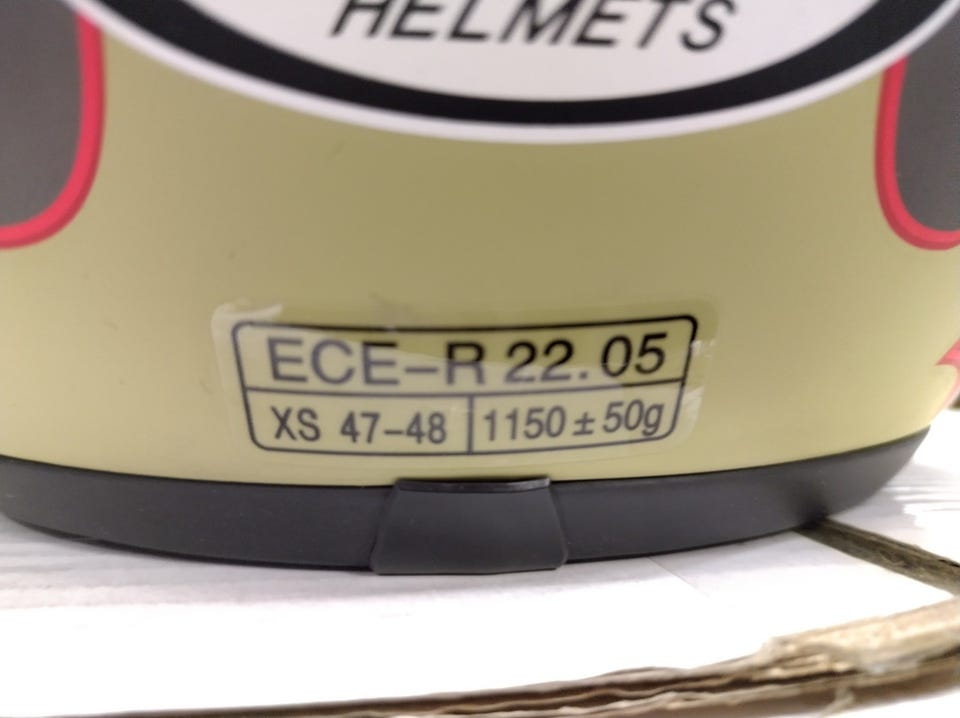 HELMETS
ECE-R 22.05
XS 47-48 1150±50g